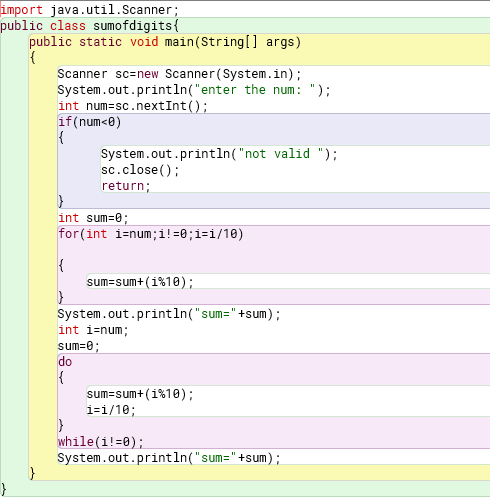 import java.util.Scanner;
public class sumofdigits{
    public static void main(String[] args)
    {
        Scanner sc=new Scanner(System.in);
        System.out.println("enter the num: ");
        int num=sc.nextInt();
        if(num<0)
        {
              System.out.println("not valid ");
              sc.close();
              return;
        }
        int sum=0;
        for(int i=num;i!=0;i=i/10)

        {
            sum=sum+(i%10);
        }
        System.out.println("sum="+sum);
        int i=num;
        sum=0;
        do
        {
            sum=sum+(i%10);
            i=i/10;
        }
        while(i!=0);
        System.out.println("sum="+sum);
    }
}